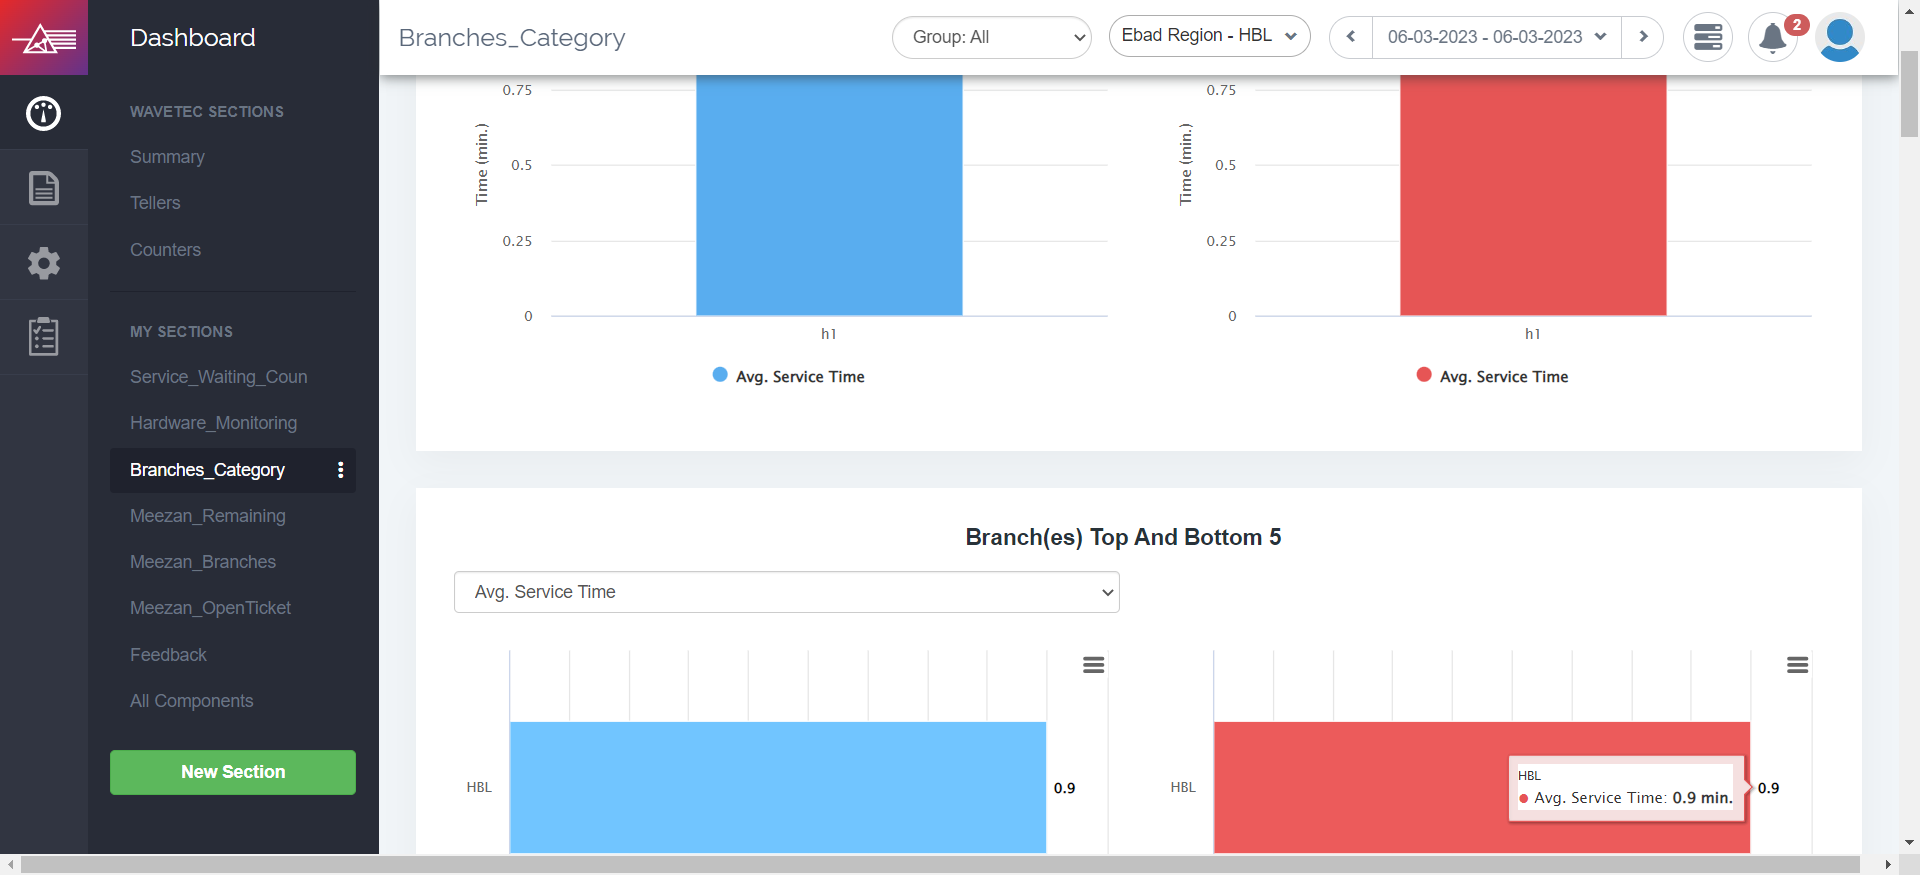 Dashboard
Branches_Category
Group: All
Ebad Region - HBL
06-03-2023 - 06-03-2023
2
WAVETEC SECTIONS
Summary
Tellers
Counters
MY SECTIONS
Service_Waiting_Coun
Hardware_Monitoring
Branches_Category
Meezan_Remaining
Meezan_Branches
Meezan_OpenTicket
Feedback
All Components
New Section
Time (min.)
0.75
0.5
0.25
0
h1
Avg. Service Time
Time (min.)
0.75
0.5
0.25
0
h1
Avg. Service Time
Branch(es) Top And Bottom 5
Avg. Service Time
HBL
0.9
HBL
HBL
Avg. Service Time: 0.9 min.
0.9